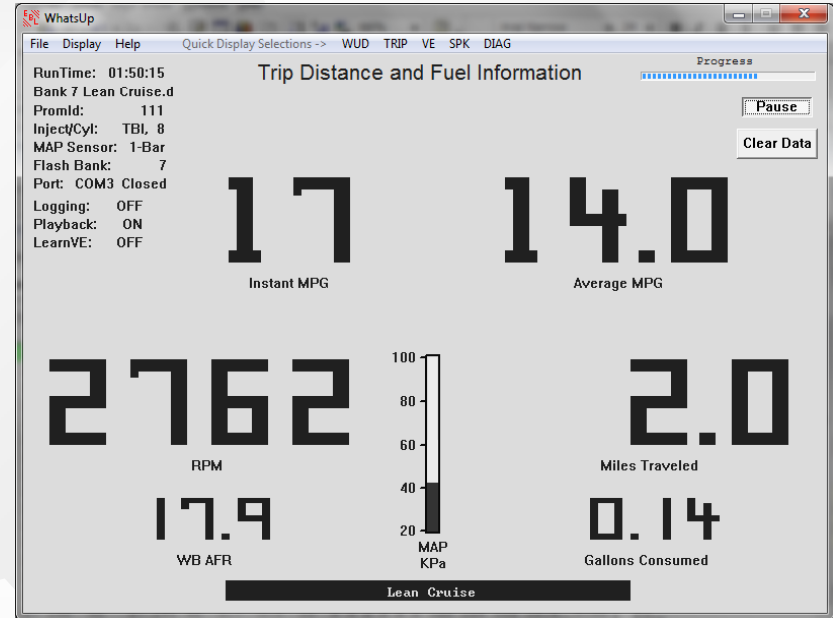 EBL WhatsUp
File Display Help Quick Display Selections -> WUD TRIP VE SPK DIAG
RunTime: 01:50:15
Bank 7 Lean Cruise.d
PromId: 111
Inject/Cyl: TBI, 8
MAP Sensor: 1-Bar
Flash Bank: 7
Port: COM3 Closed
Logging: OFF
Playback: ON
LearnVE: OFF
Trip Distance and Fuel Information
Progress
Pause
Clear Data
17
Instant MPG
14.0
Average MPG
2762
RPM
100
80
60
40
20
MAP
KPa
2.0
Miles Traveled
17.9
WB AFR
0.14
Gallons Consumed
Lean Cruise